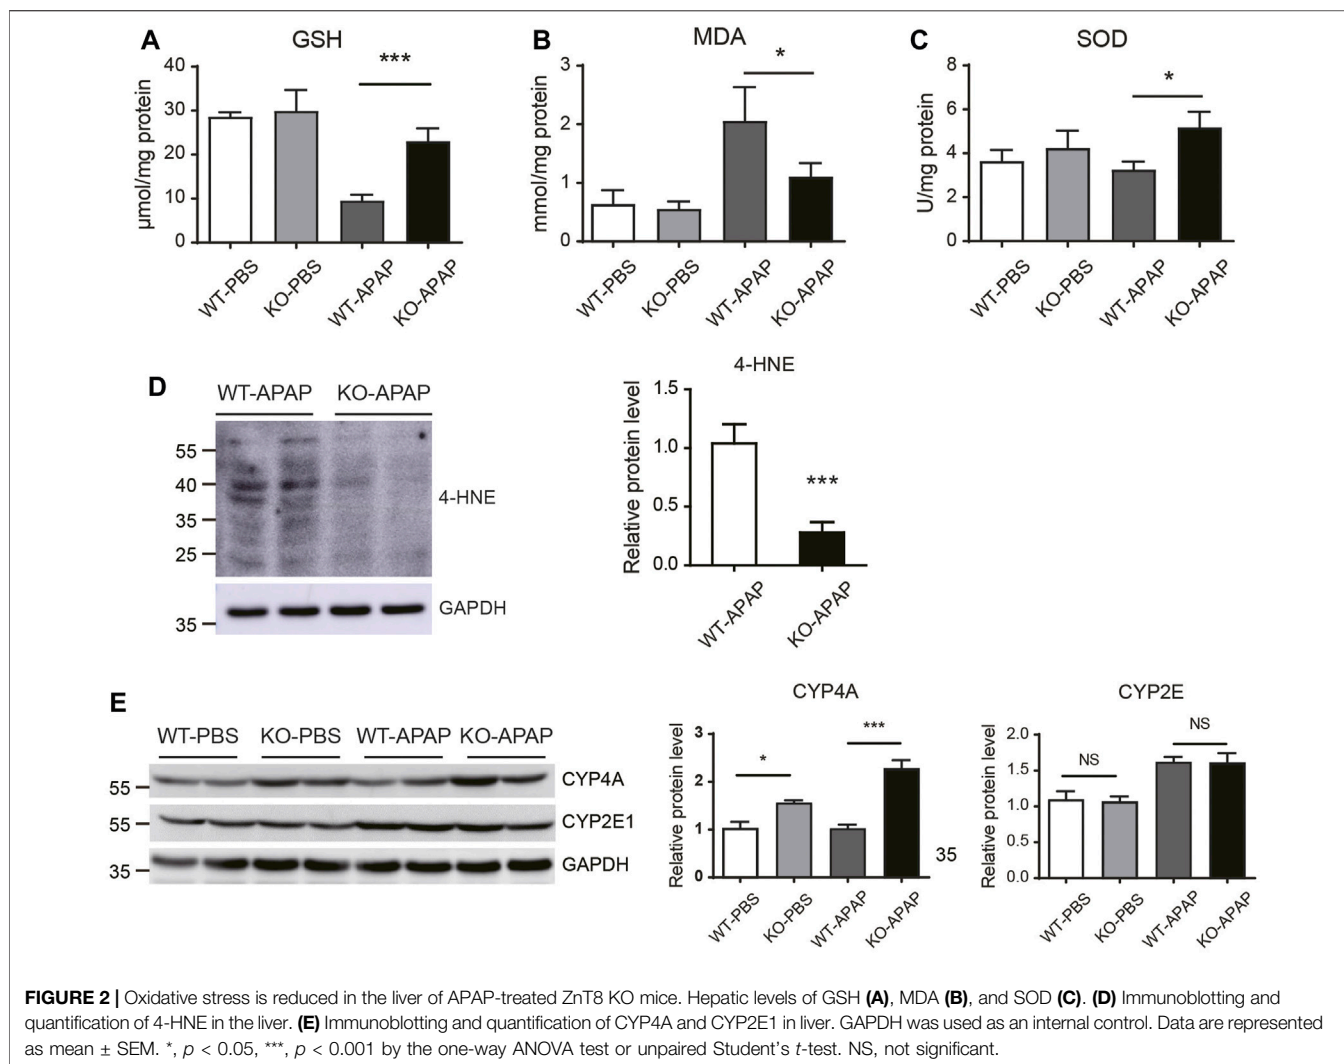 A
GSH
***
40
30
20
10
0
µmol/mg protein
WT-PBS
KO-PBS
WT-APAP
KO-APAP
B
MDA
*
3
2
1
0
mmol/mg protein
WT-PBS
KO-PBS
WT-APAP
KO-APAP
C
SOD
*
8
6
4
2
0
U/mg protein
WT-PBS
KO-PBS
WT-APAP
KO-APAP
D
WT-APAP KO-APAP
55
40
35
25
4-HNE
35
GAPDH
4-HNE
1.5
1.0
0.5
0.0
Relative protein level
***
WT-APAP
KO-APAP
E
WT-PBS KO-PBS WT-APAP KO-APAP
55
CYP4A
55
CYP2E1
35
GAPDH
CYP4A
3
2
1
0
Relative protein level
*
***
WT-PBS
KO-PBS
WT-APAP
KO-APAP
35
CYP2E
2.0
1.5
1.0
0.5
0.0
Relative protein level
NS
NS
WT-PBS
KO-PBS
WT-APAP
KO-APAP
FIGURE 2 | Oxidative stress is reduced in the liver of APAP-treated ZnT8 KO mice. Hepatic levels of GSH (A), MDA (B), and SOD (C). (D) Immunoblotting and
quantification of 4-HNE in the liver. (E) Immunoblotting and quantification of CYP4A and CYP2E1 in liver. GAPDH was used as an internal control. Data are represented
as mean ± SEM. *, p < 0.05, ***, p < 0.001 by the one-way ANOVA test or unpaired Student's t-test. NS, not significant.